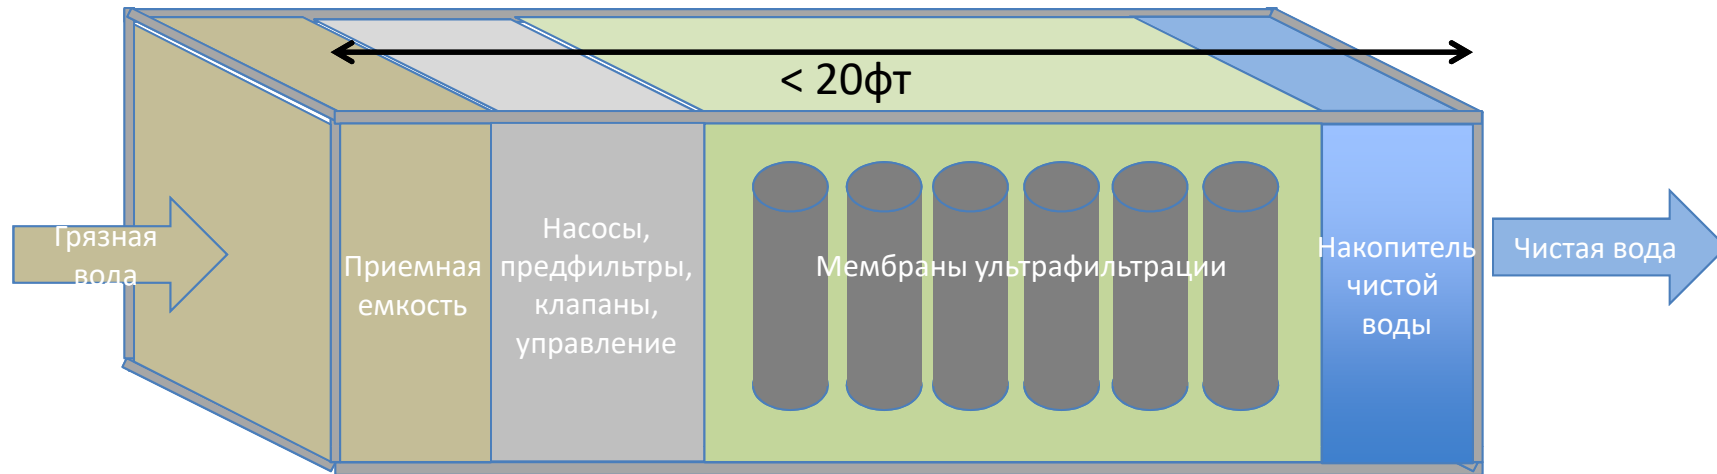 < 20фт
Грязная
вода
Приемная
емкость
Насосы,
предфильтры,
клапаны,
управление
Мембраны ультрафильтрации
Накопитель
чистой
воды
Чистая вода